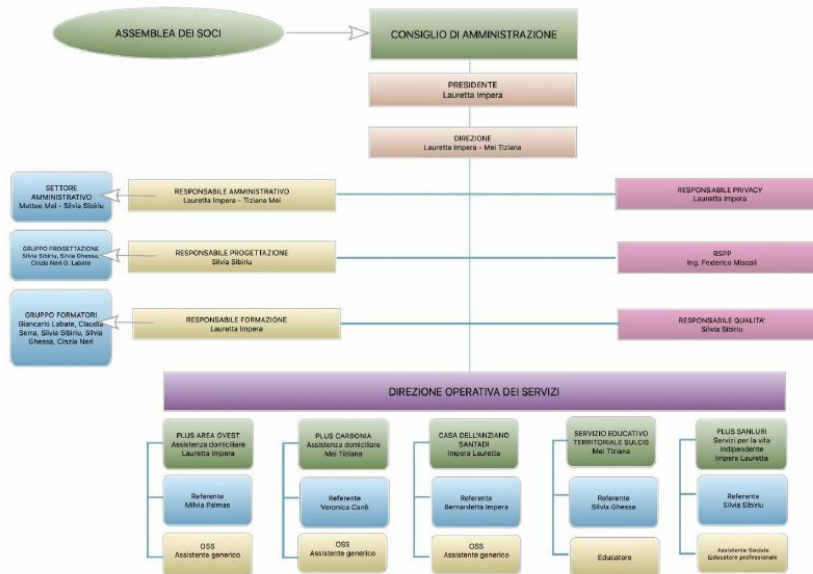 ASSEMBLEA DEI SOCI
CONSIGLIO DI AMMINISTRAZIONE
PRESIDENTE
Lauretta Impera
DIREZIONE
Lauretta Impera - Mei Tiziana
SETTORE
AMMINISTRATIVO
Matteo Mei - Silvia Sibiriu
RESPONSABILE AMMINISTRATIVO
Lauretta Impera - Tiziana Mei
RESPONSABILE PRIVACY
Lauretta Impera
GRUPPO PROGETTAZIONE
Silvia Sibiriu, Silvia Ghessa,
Cinzia Neri G. Labate
RESPONSABILE PROGETTAZIONE
Silvia Sibiriu
RSPP
Ing. Federico Miscali
GRUPPO FORMATORI
Giancarlo Labate, Claudia
Serra, Silvia Sibiriu, Silvia
Ghessa, Cinzia Neri
RESPONSABILE FORMAZIONE
Lauretta Impera
RESPONSABILE QUALITA'
Silvia Sibiriu
DIREZIONE OPERATIVA DEI SERVIZI
PLUS AREA OVEST
Assistenza domiciliare
Lauretta Impera
Referente
Milvia Palmas
OSS
Assistente generico
PLUS CARBONIA
Assistenza domiciliare
Mei Tiziana
Referente
Veronica Canè
OSS
Assistente generico
CASA DELL'ANZIANO
SANTADI
Impera Lauretta
Referente
Bernardetta Impera
OSS
Assistente generico
SERVIZIO EDUCATIVO
TERRITORIALE SULCIS
Mei Tiziana
Referente
Silvia Ghessa
Educatore
PLUS SANLURI
Servizi per la vita
indipendente
Impera Lauretta
Referente
Silvia Sibiriu
Assistente Sociale
Educatore professionale